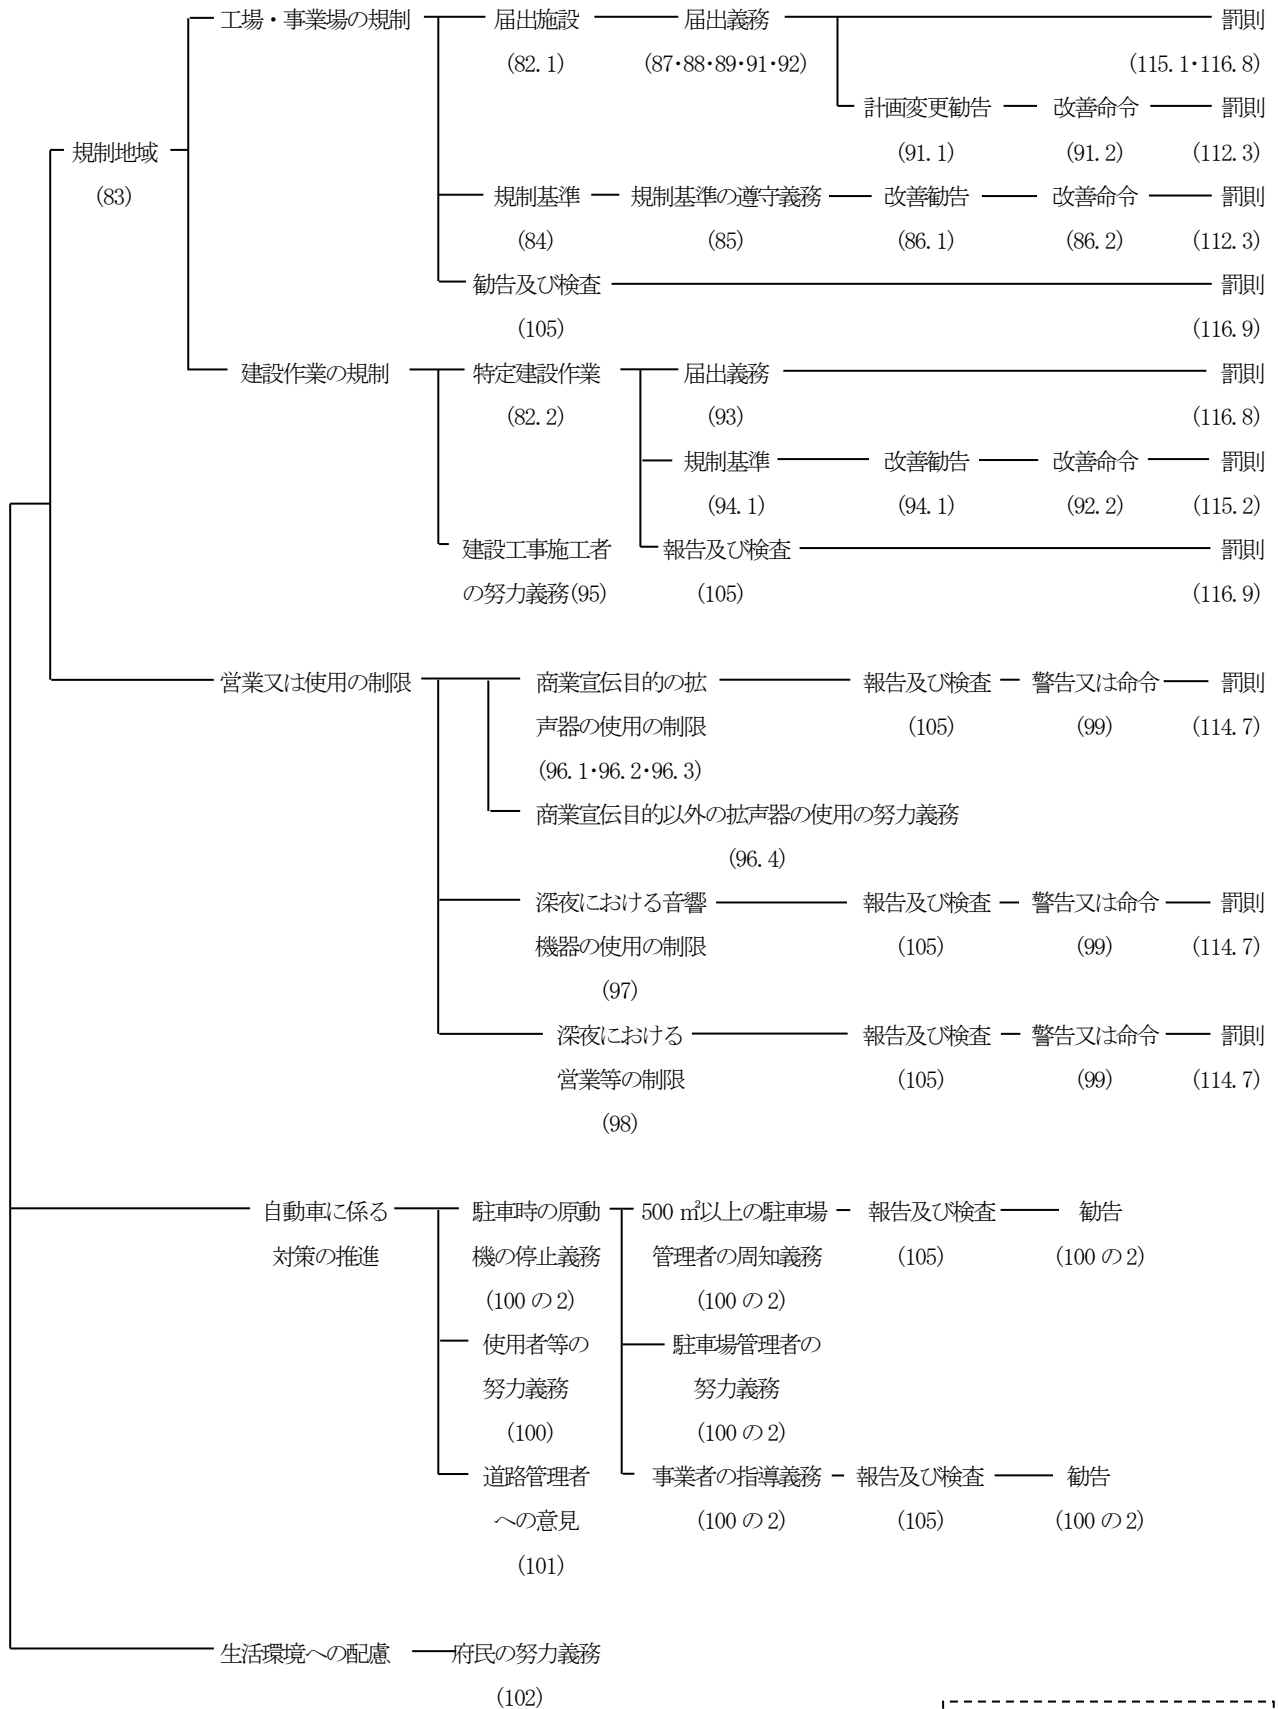 工場・事業場の規制 届出施設 届出義務 罰則
(82.1) (87・88・89・91・92) (115.1・116.8)
計画変更勧告 改善命令 罰則
規制地域 (91.1) (91.2) (112.3)
(83) 規制基準 規制基準の遵守義務 改善勧告 改善命令 罰則
(84) (85) (86.1) (86.2) (112.3)
勧告及び検査 罰則
(105) (116.9)
建設作業の規制 特定建設作業 届出義務 罰則
(82.2) (93) (116.8)
規制基準 改善勧告 改善命令 罰則
(94.1) (94.1) (92.2) (115.2)
建設工事施工者 報告及び検査 罰則
の努力義務(95) (105) (116.9)
営業又は使用の制限 商業宣伝目的の拡 報告及び検査 警告又は命令 罰則
声器の使用の制限 (105) (99) (114.7)
(96.1・96.2・96.3)
商業宣伝目的以外の拡声器の使用の努力義務
(96.4)
深夜における音響 報告及び検査 警告又は命令 罰則
機器の使用の制限 (105) (99) (114.7)
(97)
深夜における 報告及び検査 警告又は命令 罰則
営業等の制限 (105) (99) (114.7)
(98)
自動車に係る 駐車時の原動 500 ㎡以上の駐車場 報告及び検査 勧告
対策の推進 機の停止義務 管理者の周知義務 (105) (100 の 2)
(100 の 2) (100 の 2)
使用者等の 駐車場管理者の
努力義務 努力義務
(100) (100 の 2)
道路管理者 事業者の指導義務 報告及び検査 勧告
への意見 (100 の 2) (105) (100 の 2)
(101)
生活環境への配慮 府民の努力義務
(102)